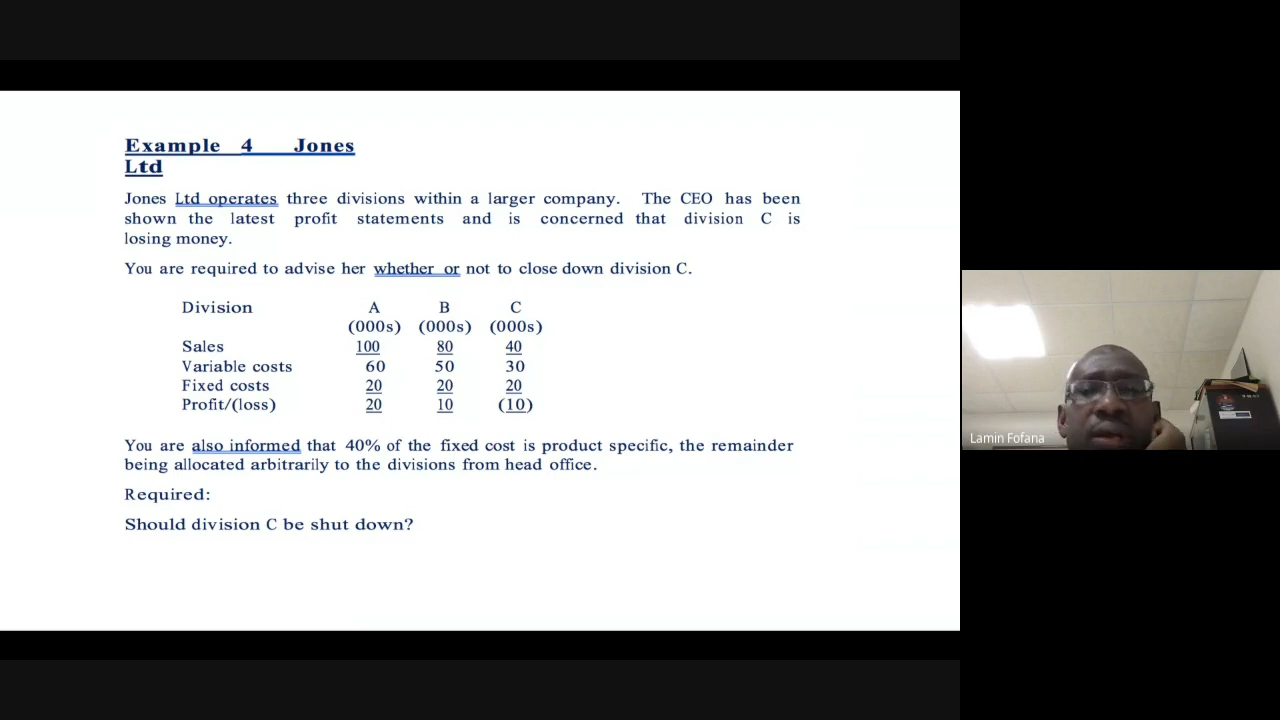 Example 4 Jones
Ltd
Jones Ltd operates three divisions within a larger company. The CEO has been
shown the latest profit statements and is concerned that division C is
losing money.
You are required to advise her whether or not to close down division C.
Division A B C
(000s) (000s) (000s)
Sales 100 80 40
Variable costs 60 50 30
Fixed costs 20 20 20
Profit/(loss) 20 10 (10)
You are also informed that 40% of the fixed cost is product specific, the remainder
being allocated arbitrarily to the divisions from head office.
Required:
Should division C be shut down?
Lamin Fofana